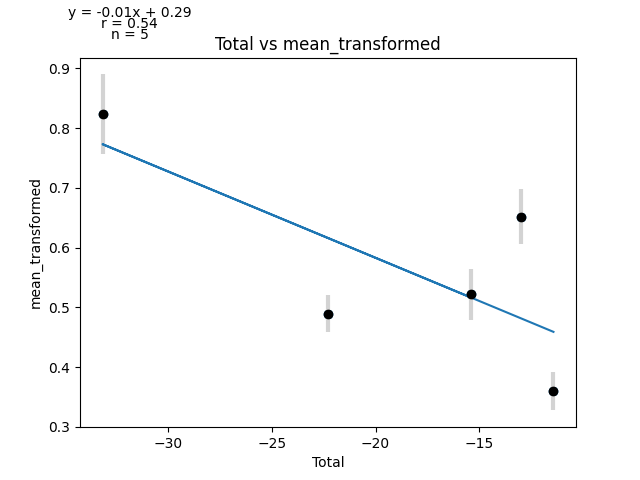 y = -0.01x + 0.29
r = 0.54
n = 5
Total vs mean_transformed
0.9
0.8
0.7
0.6
0.5
0.4
0.3
mean_transformed
−30
−25
−20
−15
Total